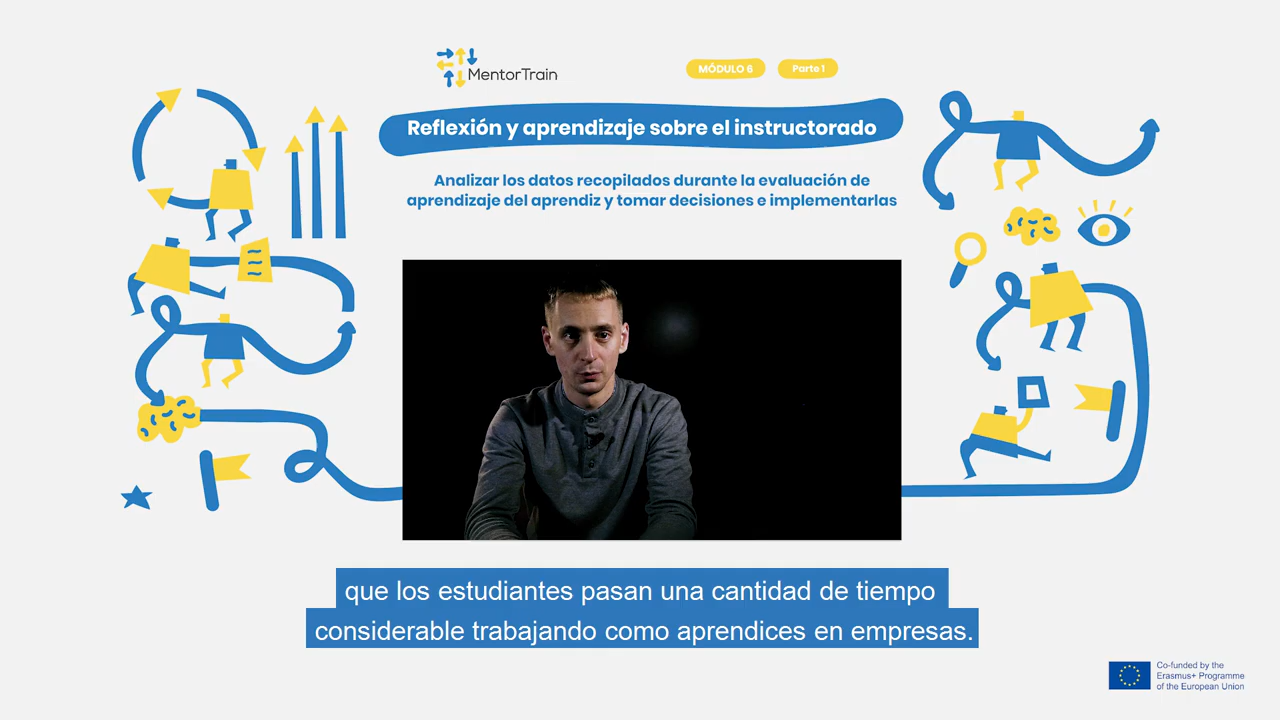 MentorTrain
MÓDULO 6
Parte 1
Reflexión y aprendizaje sobre el instructorado
Analizar los datos recopilados durante la evaluación de
aprendizaje del aprendiz y tomar decisiones e implementarlas
que los estudiantes pasan una cantidad de tiempo
considerable trabajando como aprendices en empresas.
Co-funded by the
Erasmus+ Programme
of the European Union